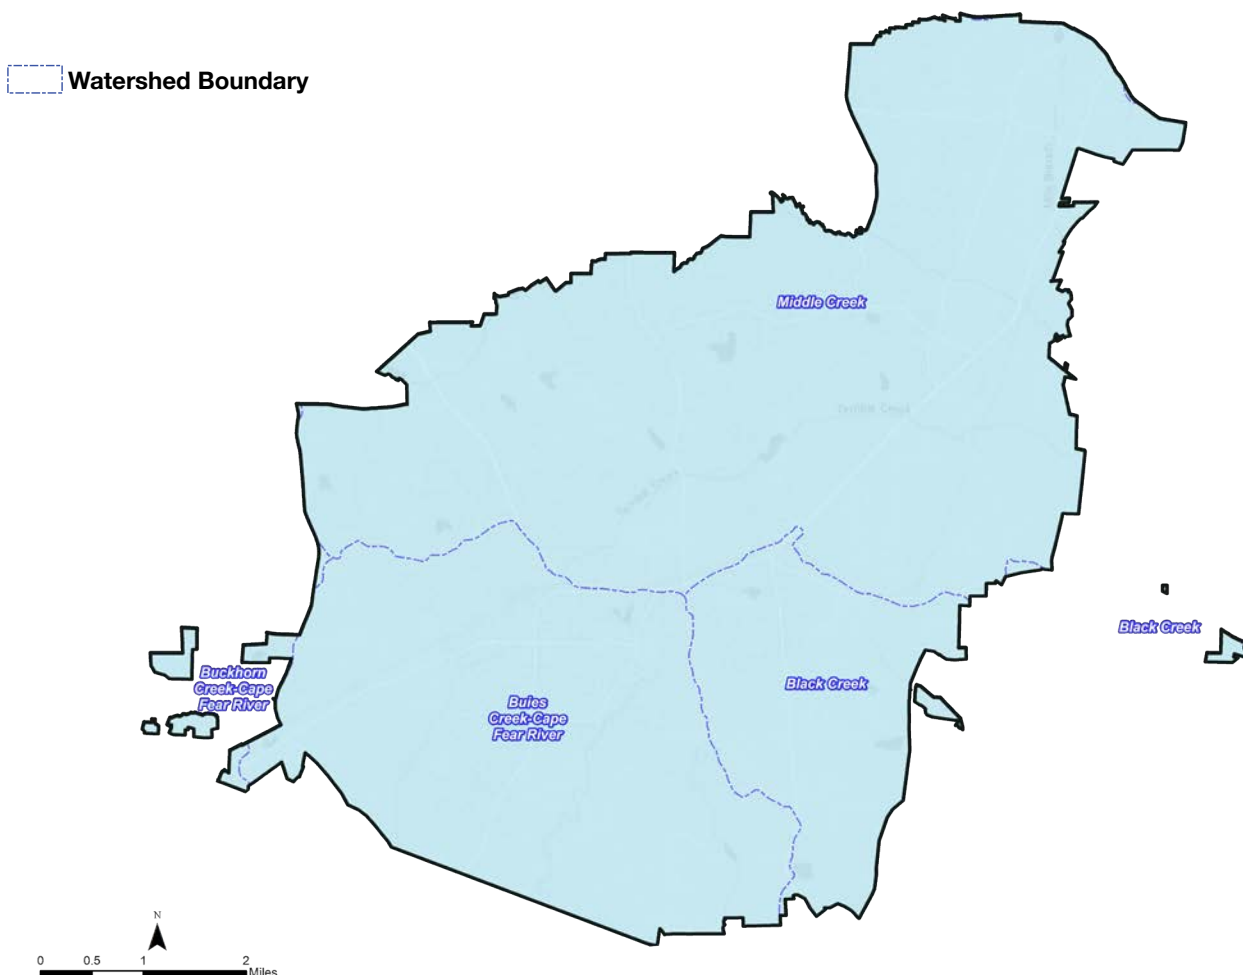 Watershed Boundary
Middle Creek
Black Creek
Buckhorn
Creek-Cape
Fear River
Black Creek
Buies
Creek-Cape
Fear River
N
0 0.5 1 2
Miles